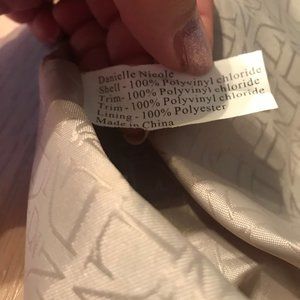 Danielle Nicole
Shell - 100% Polyvinyl chloride
Trim- 100% Polyvinyl chloride
Trim- 100% Polyvinyl chloride
Lining - 100% Polyester
Made in China